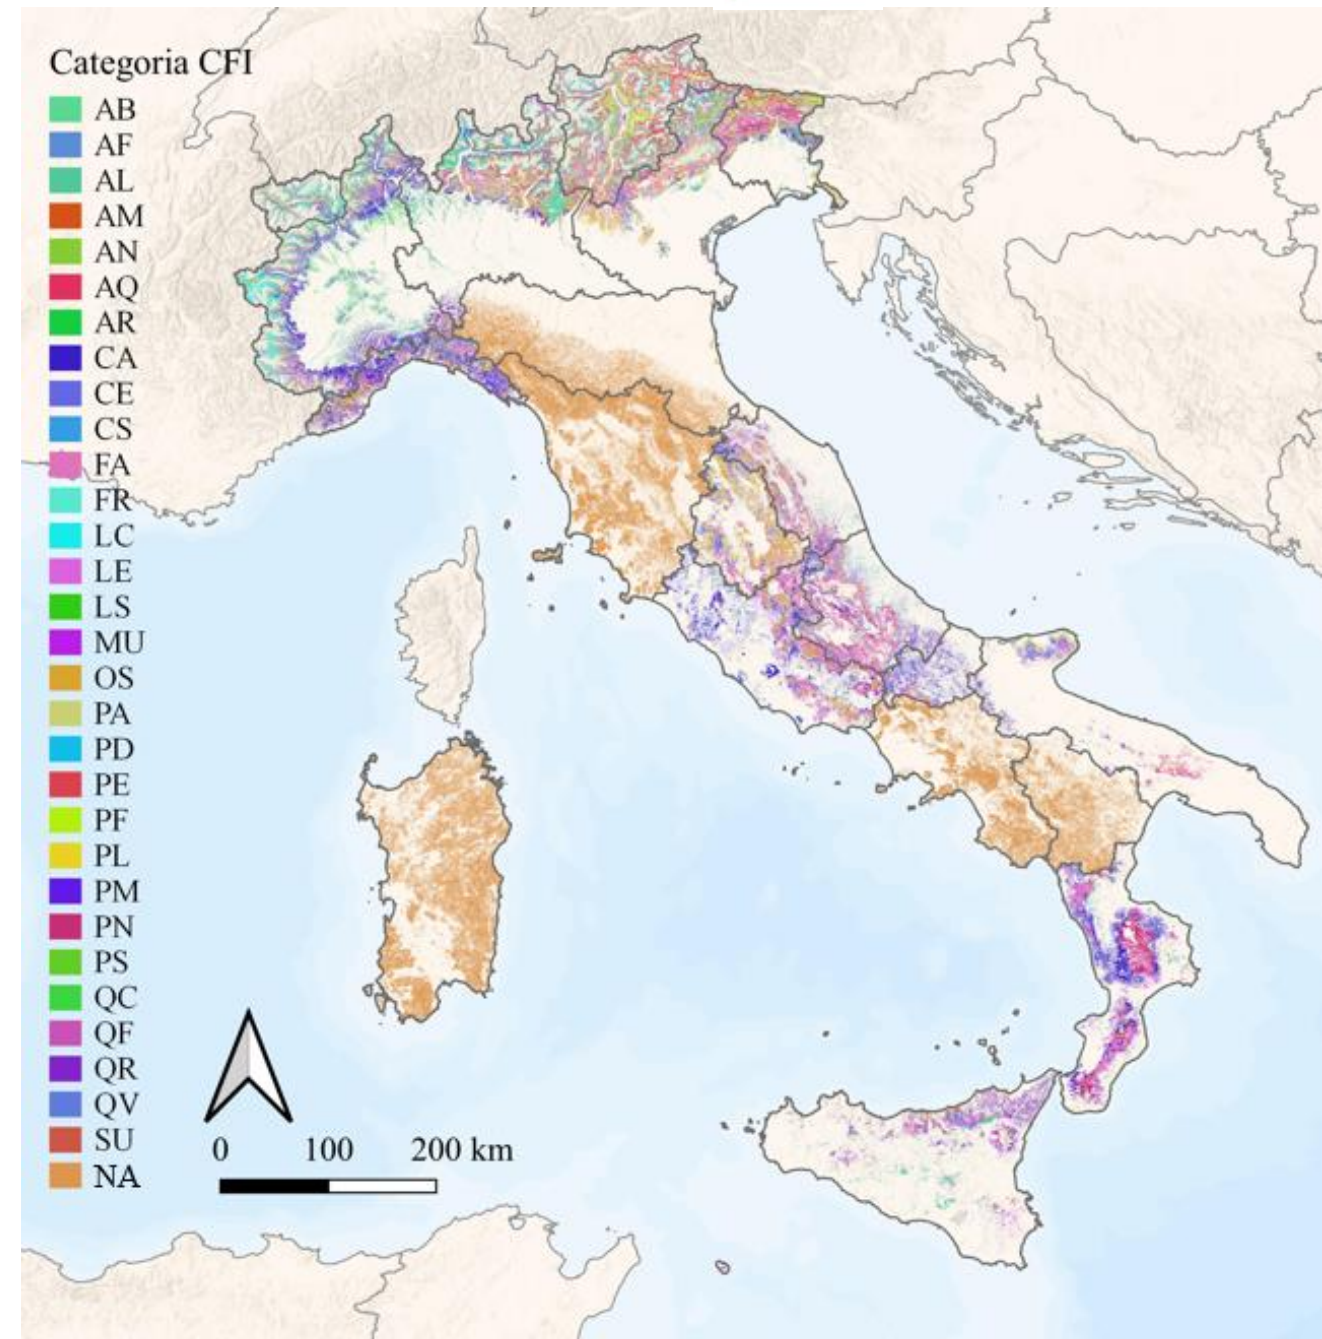 Categoria CFI
AB
AF
AL
AM
AN
AQ
AR
CA
CE
CS
FA
FR
LC
LE
LS
MU
OS
PA
PD
PE
PF
PL
PM
PN
PS
QC
QF
QR
QV
SU
NA
0 100 200 km